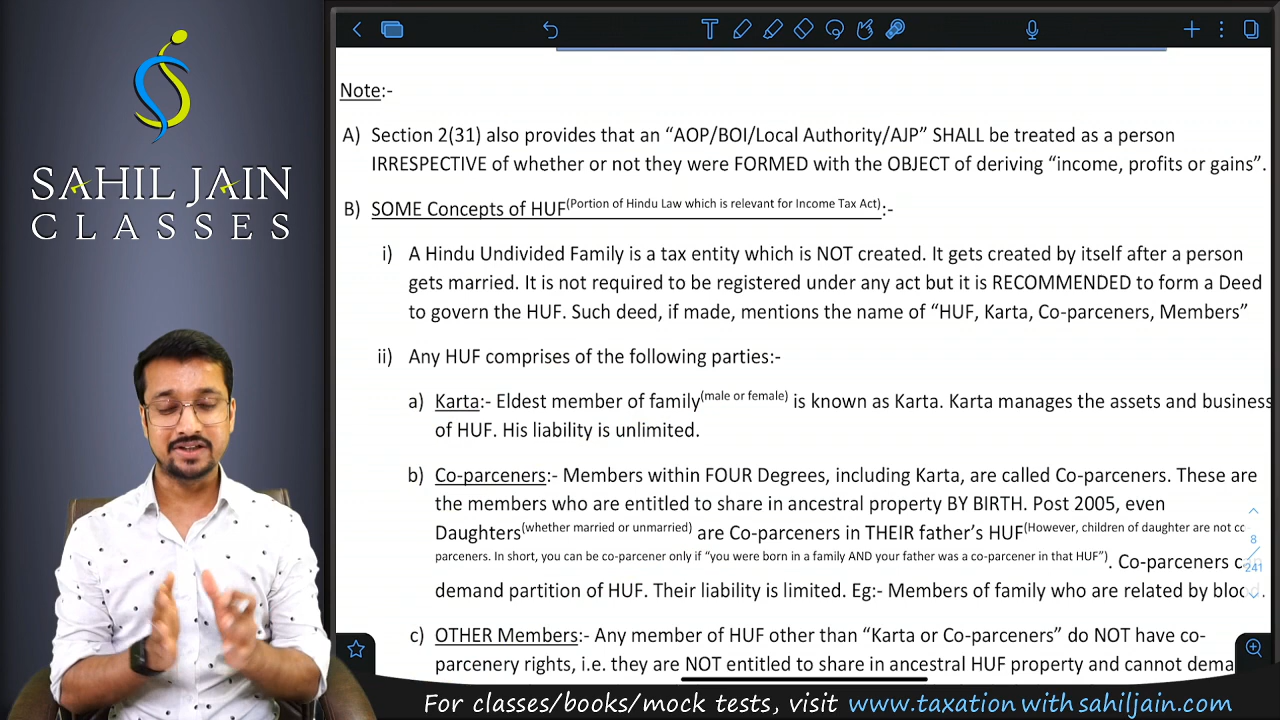 SAHIL JAIN
CLASSES
Note:-
A) Section 2(31) also provides that an “AOP/BOI/Local Authority/AJP” SHALL be treated as a person
IRRESPECTIVE of whether or not they were FORMED with the OBJECT of deriving “income, profits or gains”.
B) SOME Concepts of HUF(Portion of Hindu Law which is relevant for Income Tax Act):-
i) A Hindu Undivided Family is a tax entity which is NOT created. It gets created by itself after a person
gets married. It is not required to be registered under any act but it is RECOMMENDED to form a Deed
to govern the HUF. Such deed, if made, mentions the name of “HUF, Karta, Co-parceners, Members”
ii) Any HUF comprises of the following parties:-
a) Karta:- Eldest member of family(male or female) is known as Karta. Karta manages the assets and business
of HUF. His liability is unlimited.
b) Co-parceners:- Members within FOUR Degrees, including Karta, are called Co-parceners. These are
the members who are entitled to share in ancestral property BY BIRTH. Post 2005, even
Daughters(whether married or unmarried) are Co-parceners in THEIR father’s HUF(However, children of daughter are not co
parceners. In short, you can be co-parcener only if “you were born in a family AND your father was a co-parcener in that HUF”). Co-parceners c
demand partition of HUF. Their liability is limited. Eg:- Members of family who are related by blood.
c) OTHER Members:- Any member of HUF other than “Karta or Co-parceners” do NOT have co-
parcenery rights, i.e. they are NOT entitled to share in ancestral HUF property and cannot dema
8
241
For classes/books/mock tests, visit www.taxationwithsahiljain.com